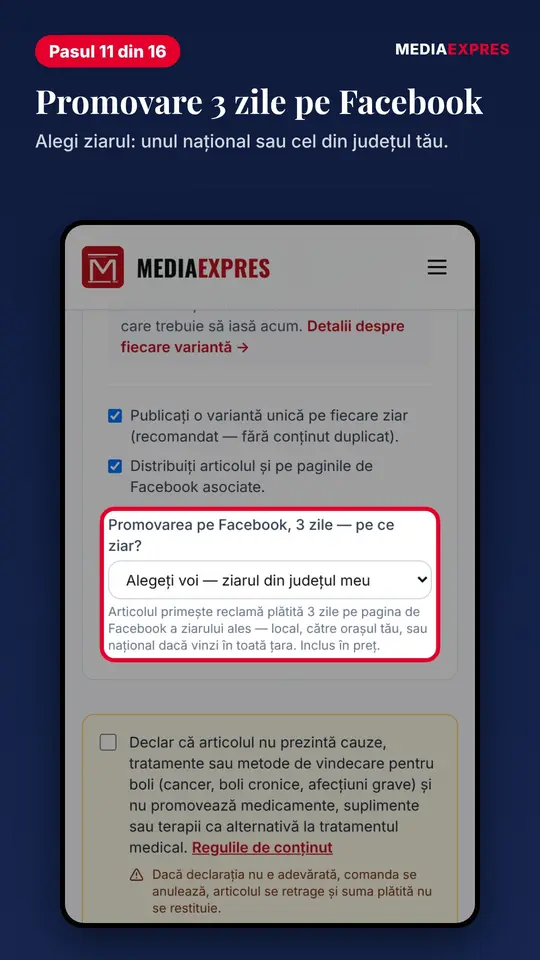 Pasul 11 din 16
MEDIAEXPRES
Promovare 3 zile pe Facebook
Alegi ziarul: unul național sau cel din județul tău.
M MEDIAEXPRES
care trebuie să iasă acum. Detalii despre
fiecare variantă →
Publicați o variantă unică pe fiecare ziar
(recomandat — fără conținut duplicat).
Distribuiți articolul și pe paginile de
Facebook asociate.
Promovarea pe Facebook, 3 zile — pe ce
ziar?
Alegeți voi — ziarul din județul meu
Articolul primește reclamă plătită 3 zile pe pagina de
Facebook a ziarului ales — local, către orașul tău, sau
național dacă vinzi în toată țara. Inclus în preț.
Declar că articolul nu prezintă cauze,
tratamente sau metode de vindecare pentru
boli (cancer, boli cronice, afecțiuni grave) și
nu promovează medicamente, suplimente
sau terapii ca alternativă la tratamentul
medical. Regulile de conținut
Dacă declarația nu e adevărată, comanda se
anulează, articolul se retrage și suma plătită nu
se restituie.